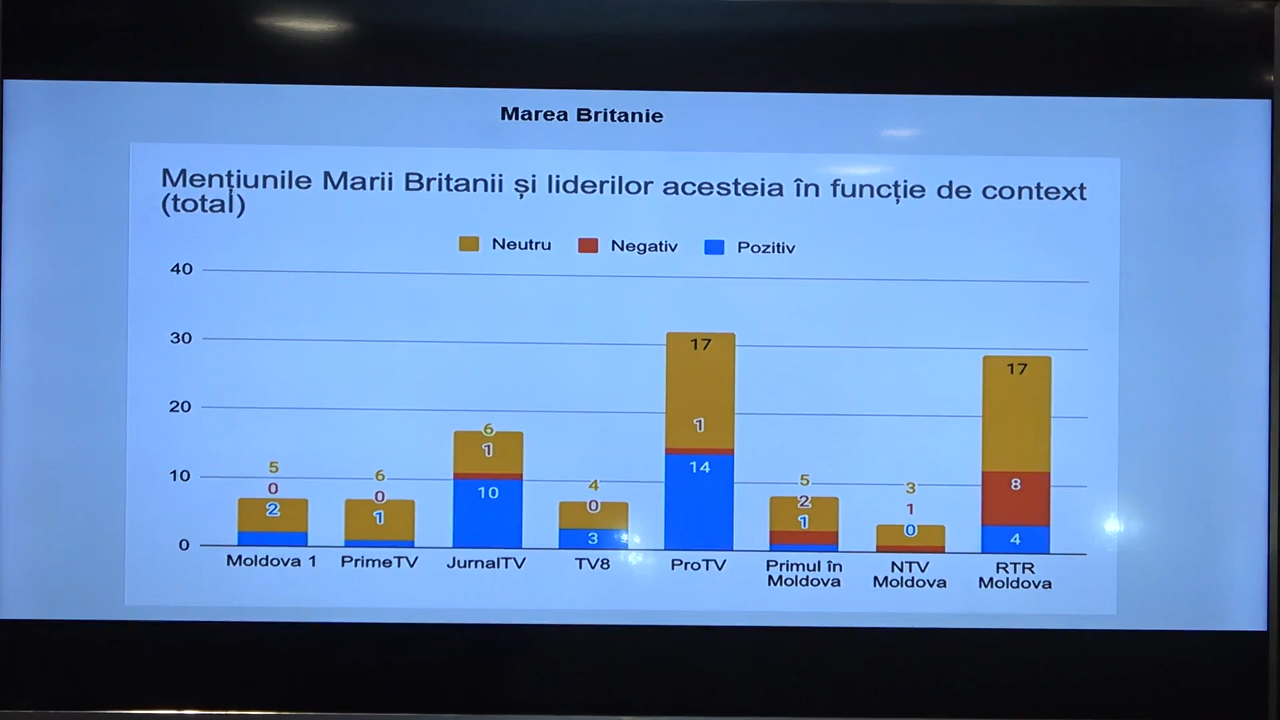 Marea Britanie
Mențiunile Marii Britanii și liderilor acesteia în funcție de context
(total)
Neutru Negativ Pozitiv
40
30
20
10
0
5 0 2
6 0 1
6 1 10
4 0 3
17 1 14
5 2 1
3 1 0
17 8 4
Moldova 1 PrimeTV JurnalTV TV8 ProTV Primul în Moldova NTV Moldova RTR Moldova